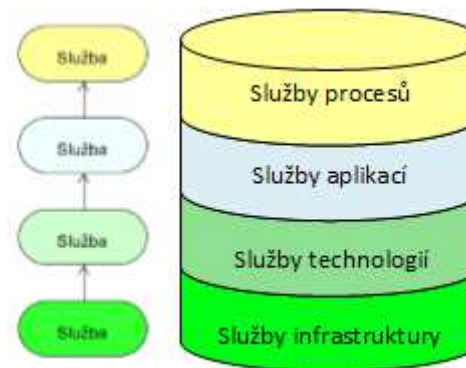 Služba
Služba
Služba
Služba
Služby procesů
Služby aplikací
Služby technologií
Služby infrastruktury